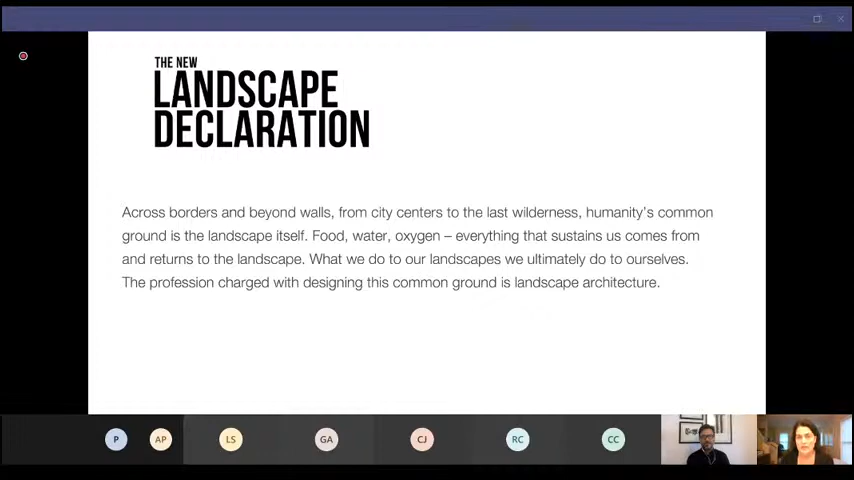 THE NEW
LANDSCAPE
DECLARATION
Across borders and beyond walls, from city centers to the last wilderness, humanity's common
ground is the landscape itself. Food, water, oxygen – everything that sustains us comes from
and returns to the landscape. What we do to our landscapes we ultimately do to ourselves.
The profession charged with designing this common ground is landscape architecture.
P
AP
LS
GA
CJ
RC
CC